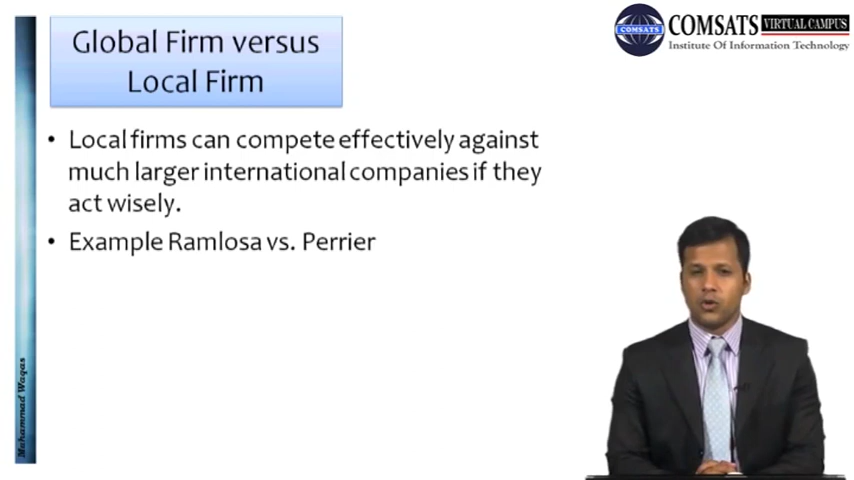 Global Firm versus
Local Firm
COMSATS
COMSATS VIRTUAL CAMPUS
Institute Of Information Technology
• Local firms can compete effectively against
much larger international companies if they
act wisely.
• Example Ramlosa vs. Perrier
Muhammad Waqas